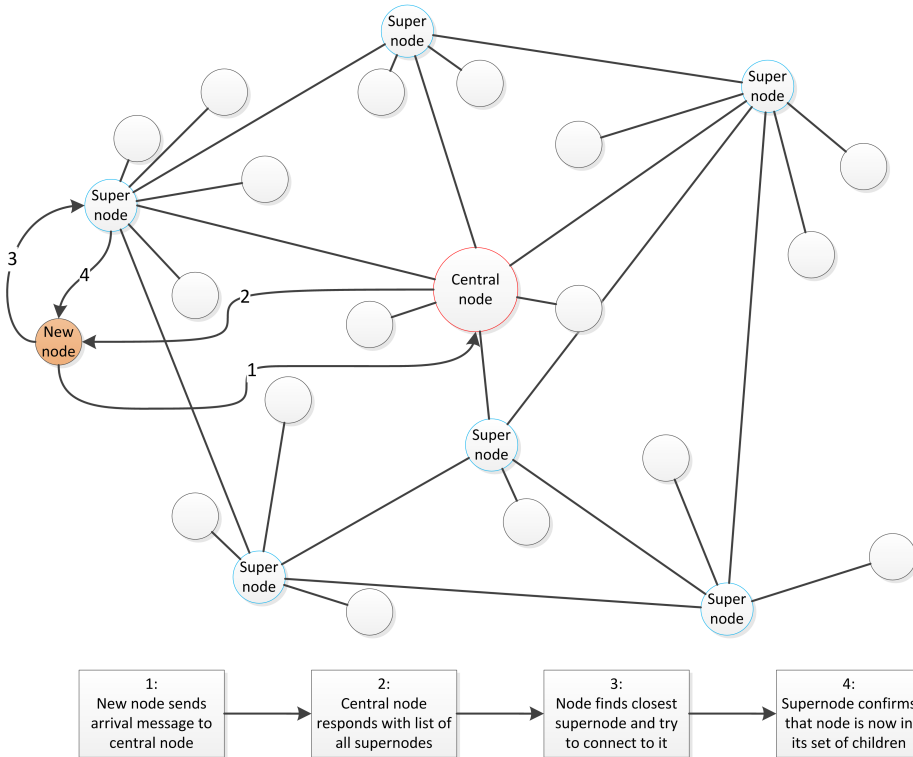 Super
node
Super
node
Super
node
3
4
2
Central
node
New
node
1
Super
node
Super
node
Super
node
1:
New node sends
arrival message to
central node
2:
Central node
responds with list of
all supernodes
3:
Node finds closest
supernode and try
to connect to it
4:
Supernode confirms
that node is now in
its set of children